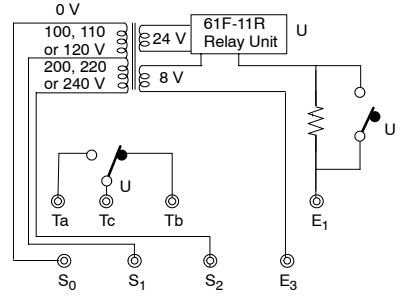 0 V
100, 110
or 120 V
200, 220
or 240 V
24 V
8 V
61F-11R
Relay Unit
U
U
U
Ta
Tc
Tb
E1
S0
S1
S2
E3